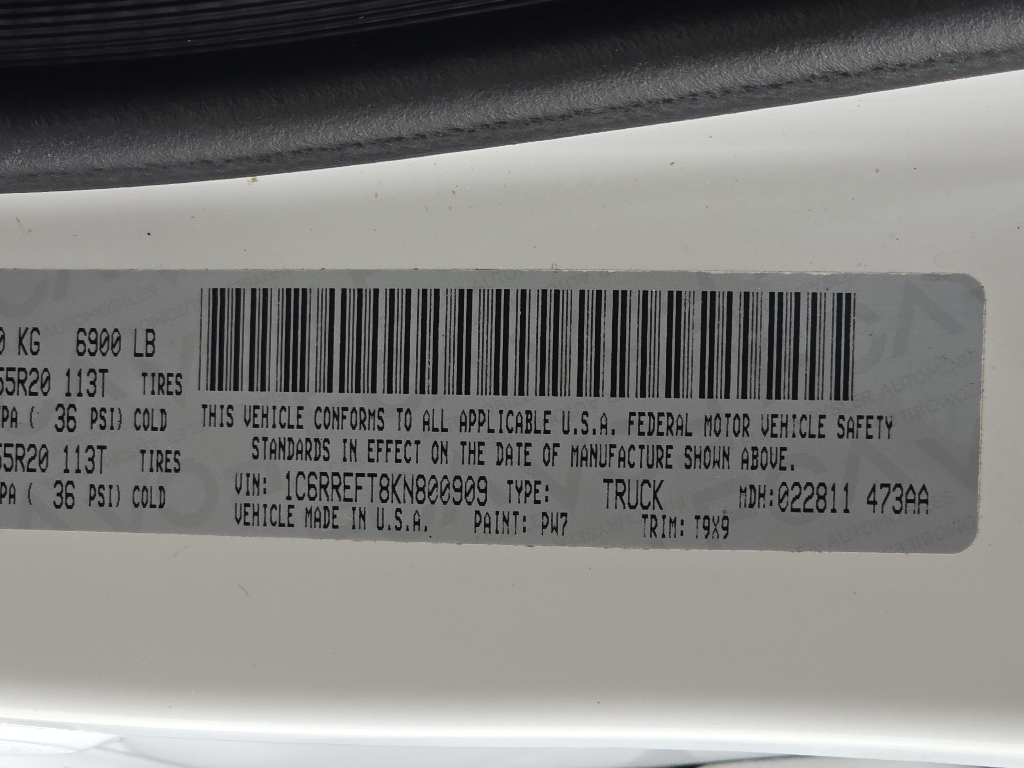 0 KG 6900 LB
55R20 113T TIRES
PA ( 36 PSI) COLD
55R20 113T TIRES
PA ( 36 PSI) COLD
THIS VEHICLE CONFORMS TO ALL APPLICABLE U.S.A. FEDERAL MOTOR VEHICLE SAFETY
STANDARDS IN EFFECT ON THE DATE OF MANUFACTURE SHOWN ABOVE.
VIN: 1C6RREFT8KN800909 TYPE: TRUCK MDH:022811 473AA
VEHICLE MADE IN U.S.A. PAINT: PW7 TRIM: T9X9